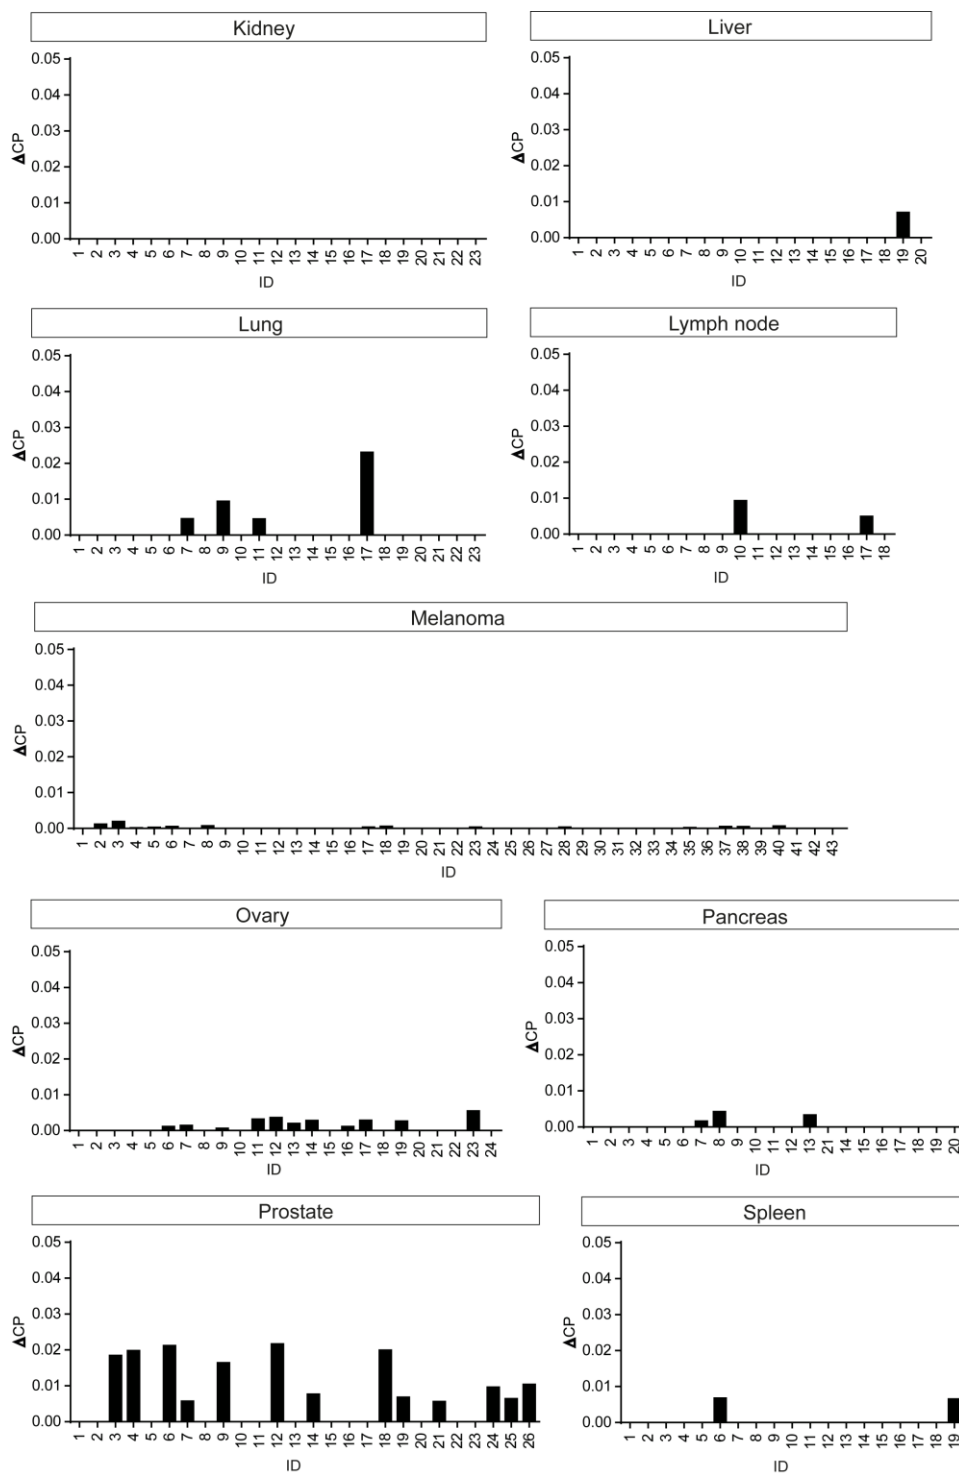 Kidney
0.05
0.04
0.03
0.02
0.01
0.00
ΔCP
1 2 3 4 5 6 7 8 9 10 11 12 13 14 15 16 17 18 19 20 21 22 23
ID
Liver
0.05
0.04
0.03
0.02
0.01
0.00
ΔCP
1 2 3 4 5 6 7 8 9 10 11 12 13 14 15 16 17 18 19 20
ID
Lung
0.05
0.04
0.03
0.02
0.01
0.00
ΔCP
1 2 3 4 5 6 7 8 9 10 11 12 13 14 15 16 17 18 19 20 21 22 23
ID
Lymph node
0.05
0.04
0.03
0.02
0.01
0.00
ΔCP
1 2 3 4 5 6 7 8 9 10 11 12 13 14 15 16 17 18
ID
Melanoma
0.05
0.04
0.03
0.02
0.01
0.00
ΔCP
1 2 3 4 5 6 7 8 9 10 11 12 13 14 15 16 17 18 19 20 21 22 23 24 25 26 27 28 29 30 31 32 33 34 35 36 37 38 39 40 41 42 43
ID
Ovary
0.05
0.04
0.03
0.02
0.01
0.00
ΔCP
1 2 3 4 5 6 7 8 9 10 11 12 13 14 15 16 17 18 19 20 21 22 23 24
ID
Pancreas
0.05
0.04
0.03
0.02
0.01
0.00
ΔCP
1 2 3 4 5 6 7 8 9 10 11 12 13 21 14 15 16 17 18 19 20
ID
Prostate
0.05
0.04
0.03
0.02
0.01
0.00
ΔCP
1 2 3 4 5 6 7 8 9 10 11 12 13 14 15 16 17 18 19 20 21 22 23 24 25 26
ID
Spleen
0.05
0.04
0.03
0.02
0.01
0.00
ΔCP
1 2 3 4 5 6 7 8 9 10 11 12 13 14 15 16 17 18 19
ID